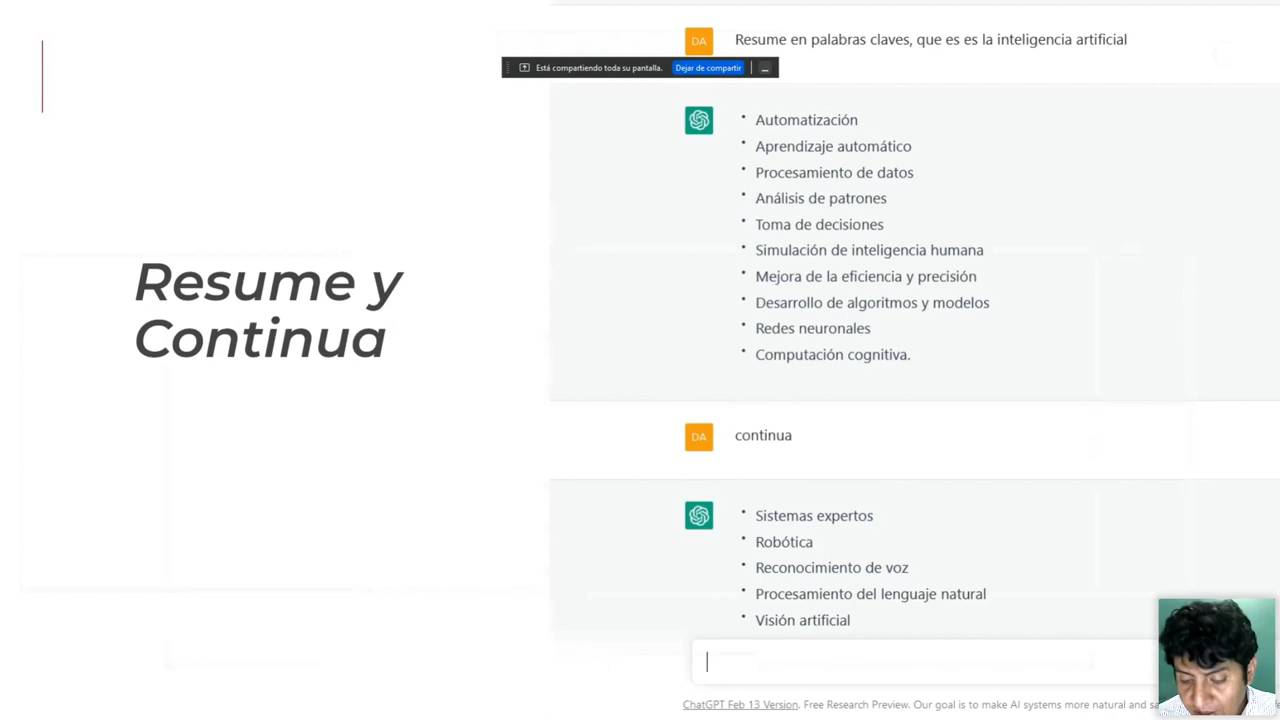 Resume y
Continua
DA
Resume en palabras claves, que es es la inteligencia artificial
Está compartiendo toda su pantalla.
Dejar de compartir
• Automatización
• Aprendizaje automático
• Procesamiento de datos
• Análisis de patrones
• Toma de decisiones
• Simulación de inteligencia humana
• Mejora de la eficiencia y precisión
• Desarrollo de algoritmos y modelos
• Redes neuronales
• Computación cognitiva.
DA
continua
• Sistemas expertos
• Robótica
• Reconocimiento de voz
• Procesamiento del lenguaje natural
• Visión artificial
ChatGPT Feb 13 Version. Free Research Preview. Our goal is to make AI systems more natural and